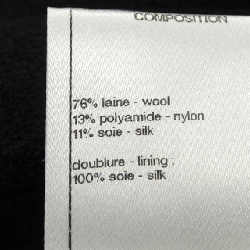 COMPOSITION
76% laine - wool
13% polyamide - nylon
11% soie - silk
doublure - lining :
100% soie - silk